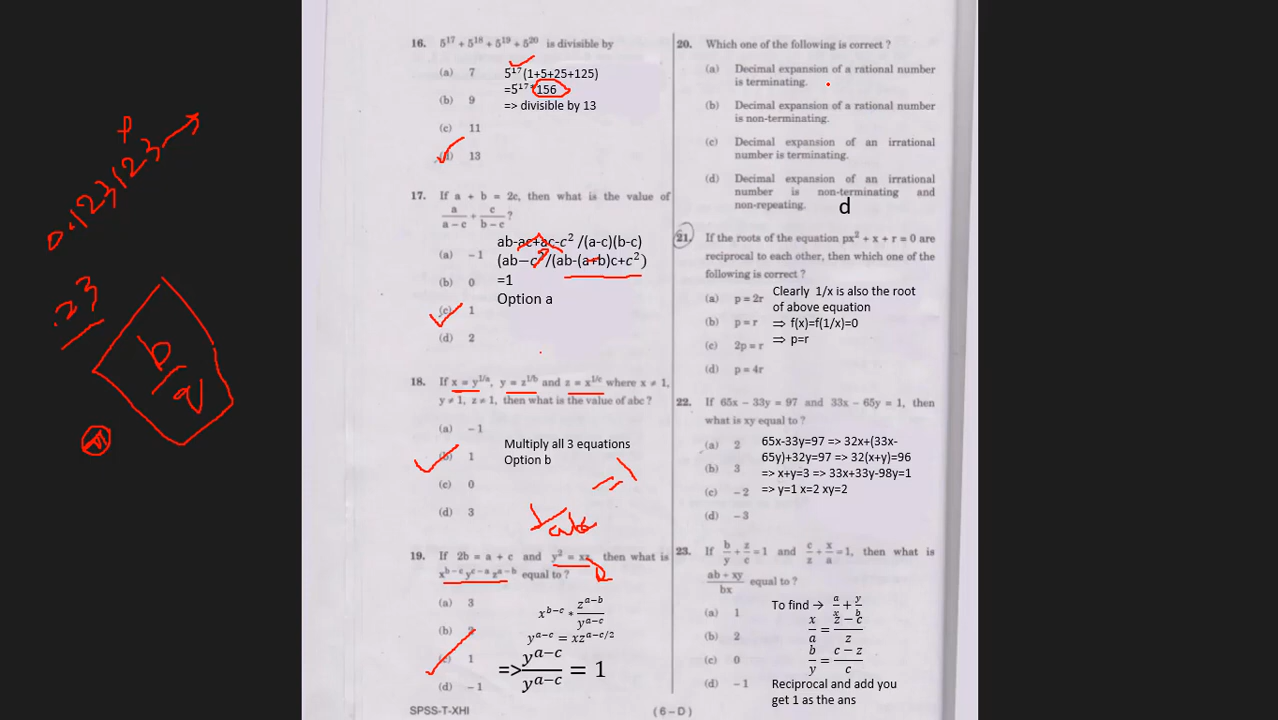 16. 5¹⁷ + 5¹⁸ + 5¹⁹ + 5²⁰ is divisible by
(a) 7
(b) 9
(c) 11
(d) 13
5¹⁷(1+5+25+125)
=5¹⁷*156
=> divisible by 13
17. If a + b = 2c, then what is the value of
a/(a – c) + c/(b – c) ?
(a) – 1
(b) 0
(c) 1
(d) 2
ab-ac+ac-c² /(a-c)(b-c)
(ab−c²/(ab-(a+b)c+c²)
=1
Option a
18. If x = y^(1/a), y = z^(1/b) and z = x^(1/c) where x ≠ 1,
y ≠ 1, z ≠ 1, then what is the value of abc ?
(a) – 1
(b) 1
(c) 0
(d) 3
Multiply all 3 equations
Option b
1/abc = 1
19. If 2b = a + c and y² = xz, then what is
x^(b–c) y^(c–a) z^(a–b) equal to ?
(a) 3
(b) 2
(c) 1
(d) – 1
x^(b−c) * z^(a−b)/y^(a−c)
y^(a−c) = xz^(a−c/2)
=> y^(a−c)/y^(a−c) = 1
SPSS-T-XHI
20. Which one of the following is correct ?
(a) Decimal expansion of a rational number
is terminating.
(b) Decimal expansion of a rational number
is non-terminating.
(c) Decimal expansion of an irrational
number is terminating.
(d) Decimal expansion of an irrational
number is non-terminating and
non-repeating.
d
21. If the roots of the equation px² + x + r = 0 are
reciprocal to each other, then which one of the
following is correct ?
(a) p = 2r
(b) p = r
(c) 2p = r
(d) p = 4r
Clearly 1/x is also the root
of above equation
⇒ f(x)=f(1/x)=0
⇒ p=r
22. If 65x – 33y = 97 and 33x – 65y = 1, then
what is xy equal to ?
(a) 2
(b) 3
(c) – 2
(d) – 3
65x-33y=97 => 32x+(33x-
65y)+32y=97 => 32(x+y)=96
=> x+y=3 => 33x+33y-98y=1
=> y=1 x=2 xy=2
23. If b/y + z/c = 1 and c/z + x/a = 1, then what is
(ab + xy)/bx equal to ?
(a) 1
(b) 2
(c) 0
(d) – 1
To find → a/x + y/b
x/a = (z − c)/z
b/y = (c − z)/c
Reciprocal and add you
get 1 as the ans
( 6 – D )
0.123123
p
.23